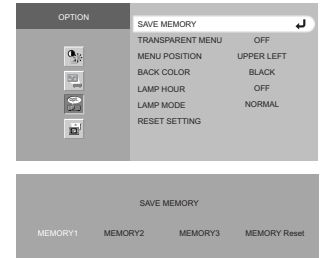 OPTION
SAVE MEMORY
TRANSPARENT MENU OFF
MENU POSITION UPPER LEFT
BACK COLOR BLACK
LAMP HOUR OFF
LAMP MODE NORMAL
RESET SETTING
SAVE MEMORY
MEMORY1 MEMORY2 MEMORY3 MEMORY Reset